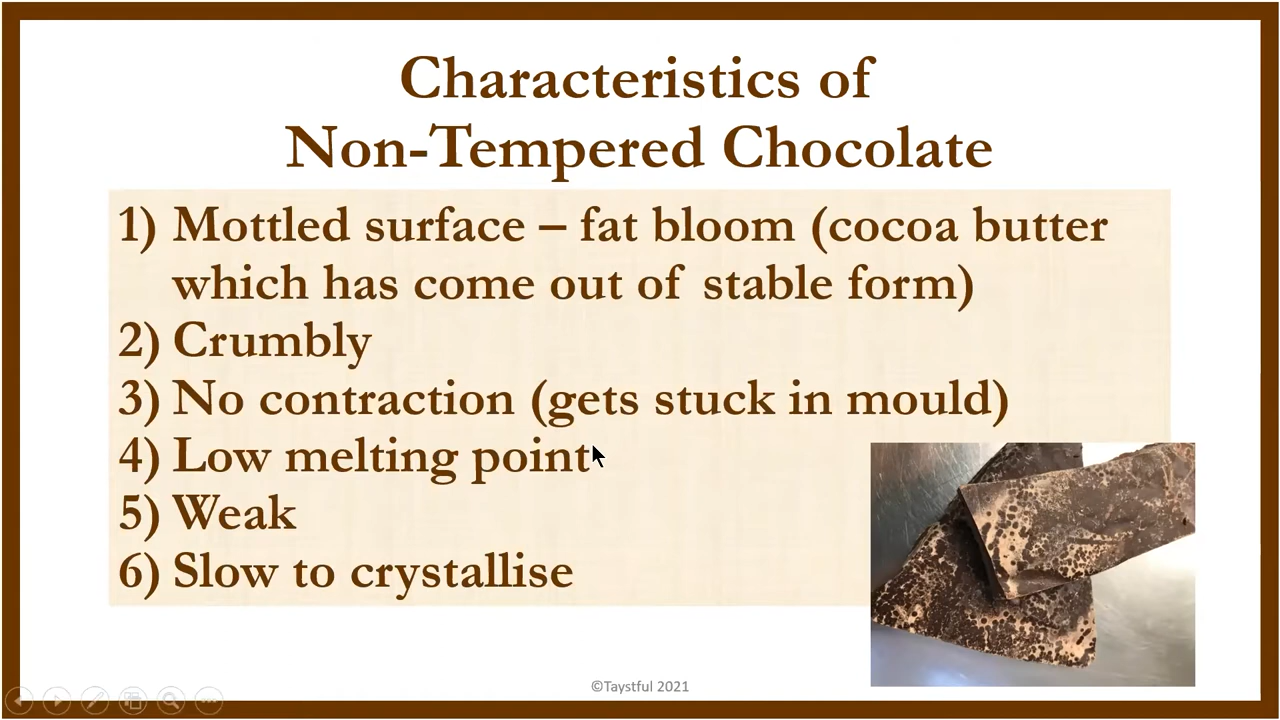 Characteristics of
Non-Tempered Chocolate
1) Mottled surface – fat bloom (cocoa butter
which has come out of stable form)
2) Crumbly
3) No contraction (gets stuck in mould)
4) Low melting point
5) Weak
6) Slow to crystallise
©Taystful 2021